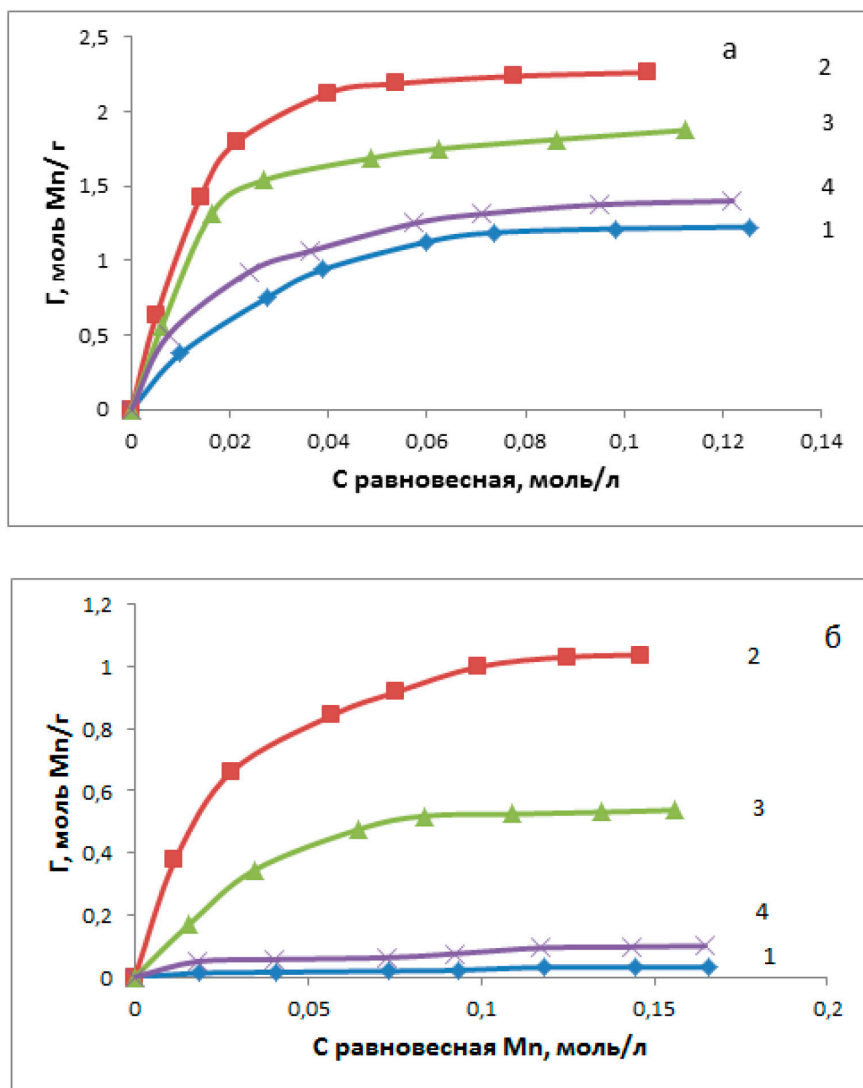 а
2,5
2
1,5
1
0,5
0
2
3
4
1
0 0,02 0,04 0,06 0,08 0,1 0,12 0,14
С равновесная, моль/л
Г, моль Mn/ г
б
1,2
1
0,8
0,6
0,4
0,2
0
2
3
4
1
0 0,05 0,1 0,15 0,2
С равновесная Mn, моль/л
Г, моль Mn/г